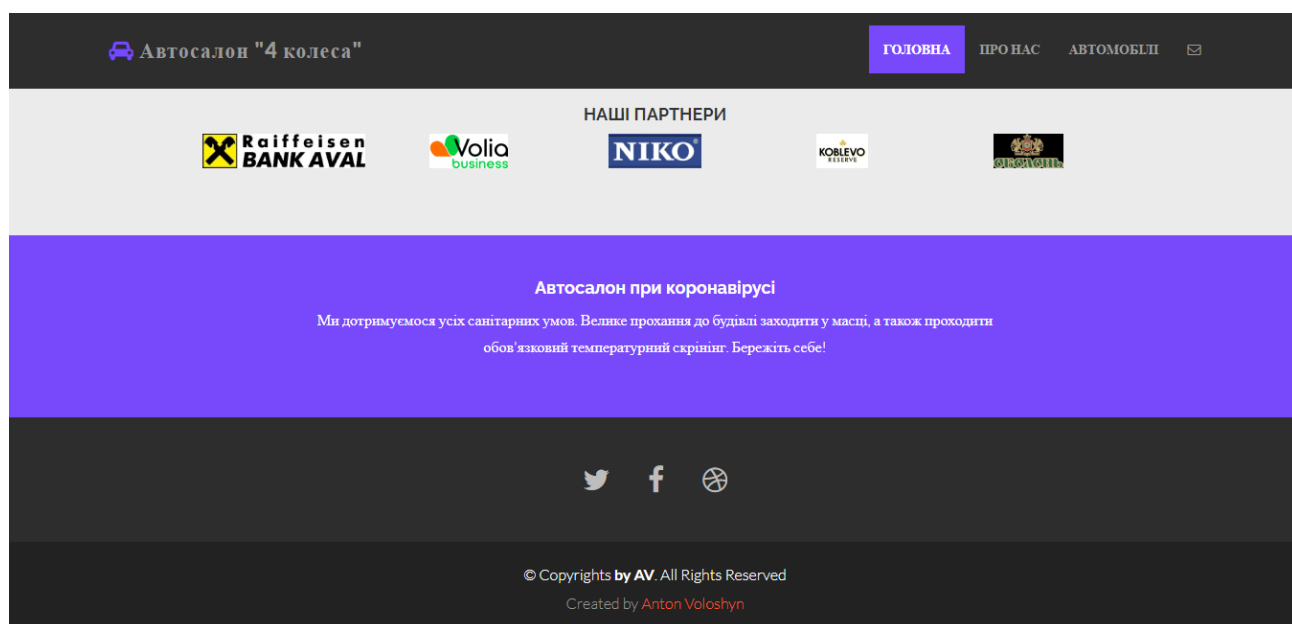 Автосалон "4 колеса"
ГОЛОВНА ПРО НАС АВТОМОБІЛІ
НАШІ ПАРТНЕРИ
Raiffeisen
BANK AVAL
Volia
business
NIKO
KOBLEVO
RESERVE
оболонь
Автосалон при коронавірусі
Ми дотримуємося усіх санітарних умов. Велике прохання до будівлі заходити у масці, а також проходити
обов'язковий температурний скрінінг. Бережіть себе!
© Copyrights by AV. All Rights Reserved
Created by Anton Voloshyn